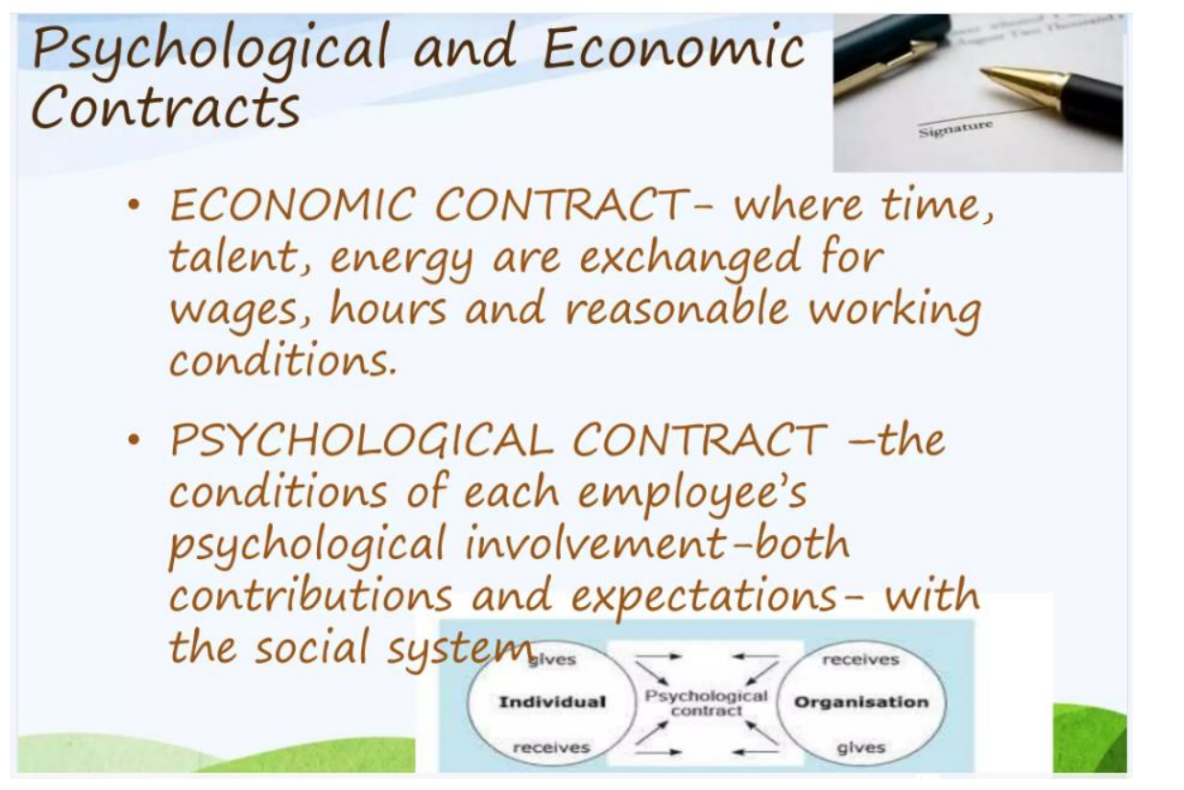 Psychological and Economic
Contracts
Signature
• ECONOMIC CONTRACT- where time,
talent, energy are exchanged for
wages, hours and reasonable working
conditions.
• PSYCHOLOGICAL CONTRACT –the
conditions of each employee's
psychological involvement-both
contributions and expectations- with
the social system
gives
receives
Individual
Psychological
contract
Organisation
receives
gives